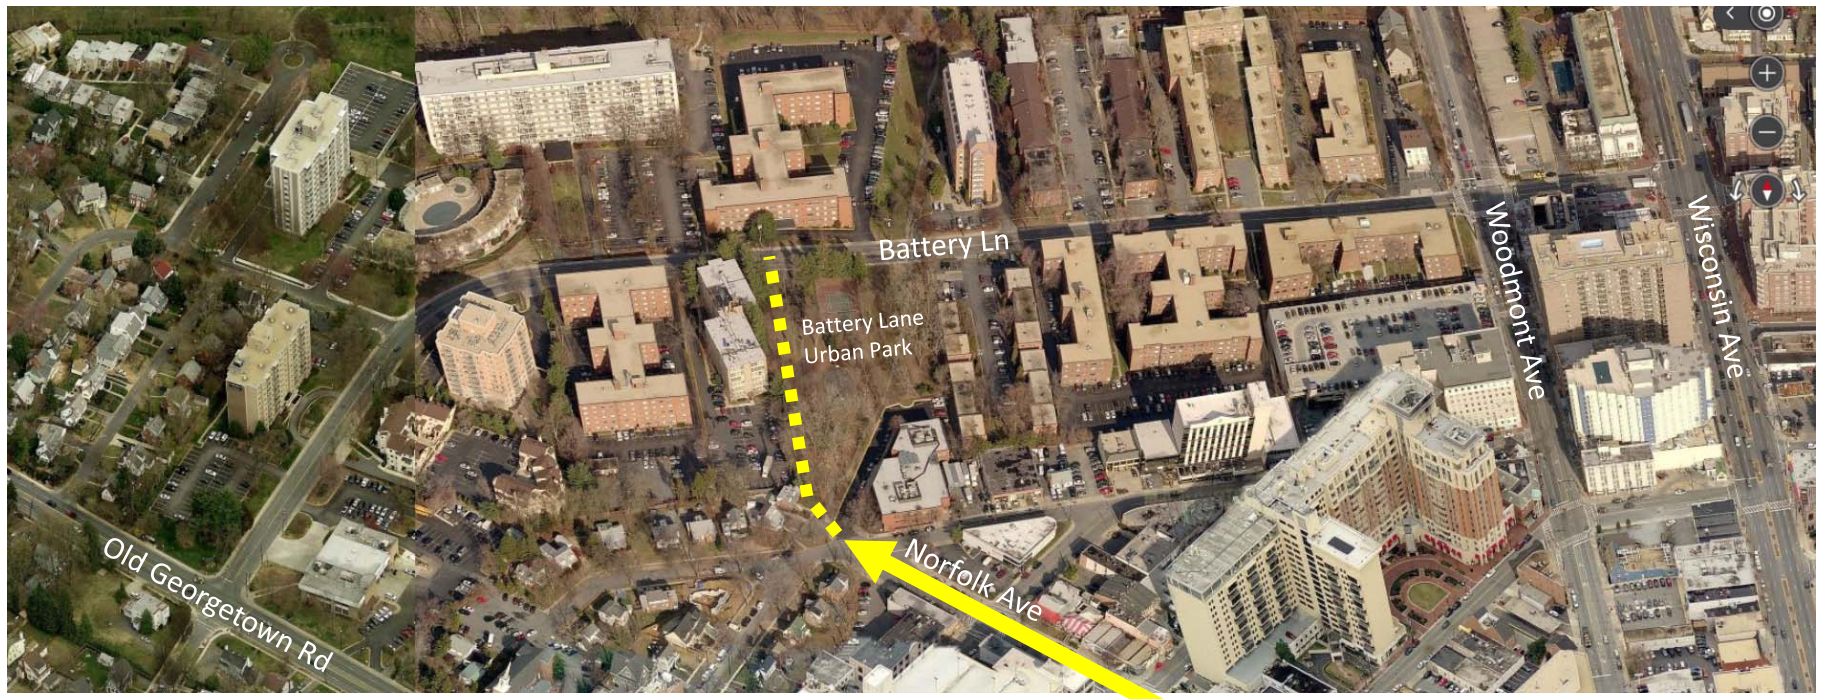 Battery Ln
Battery Lane
Urban Park
Woodmont Ave
Wisconsin Ave
Old Georgetown Rd
Norfolk Ave